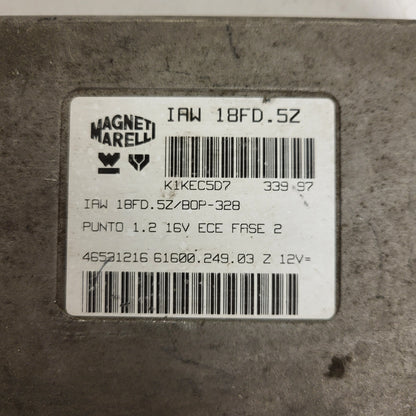 MAGNETI
MARELLI
IAW 18FD.5Z
K1KEC5D7 339 97
IAW 18FD.5Z/BOP-328
PUNTO 1.2 16V ECE FASE 2
46531216 61600.249.03 Z 12V=